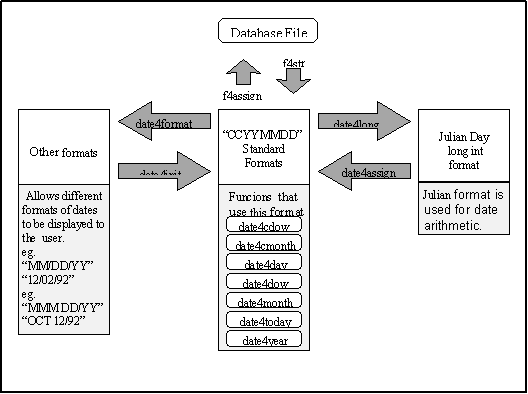 Database File
f4str
f4assign
date4format
"CCYYMMDD"
Standard
Formats
date4long
date4assign
Other formats
Julian Day
long int
format
Allows different
formats of dates
to be displayed to
the user.
eg.
"MM/DD/YY"
"12/02/92"
eg.
"MMM DD/YY"
"OCT 12/92"
Funcions that
use this format
date4cdow
date4cmonth
date4day
date4dow
date4month
date4today
date4year
Julian format is
used for date
arithmetic.